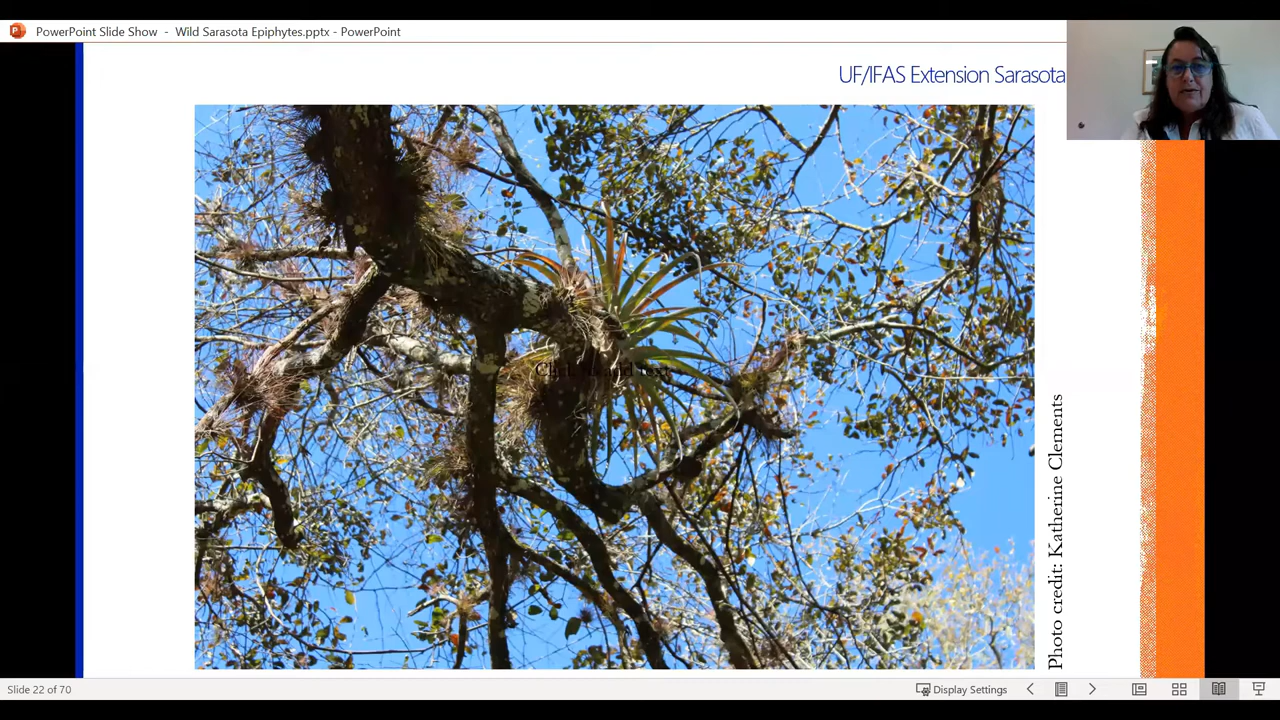 PowerPoint Slide Show - Wild Sarasota Epiphytes.pptx - PowerPoint
UF/IFAS Extension Sarasota
Photo credit: Katherine Clements
Slide 22 of 70
Display Settings